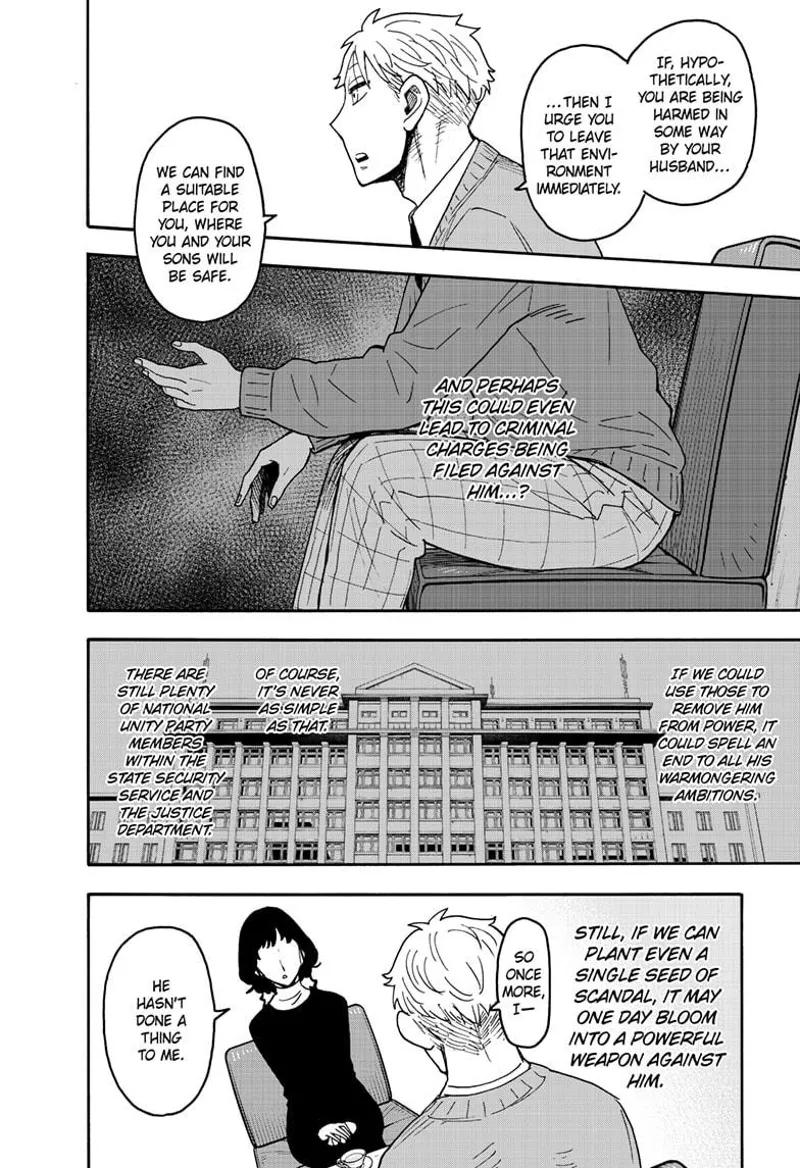 IF, HYPO-
THETICALLY,
YOU ARE BEING
HARMED IN
SOME WAY
BY YOUR
HUSBAND...
...THEN I
URGE YOU
TO LEAVE
THAT ENVI-
RONMENT
IMMEDIATELY.
WE CAN FIND
A SUITABLE
PLACE FOR
YOU, WHERE
YOU AND YOUR
SONS WILL
BE SAFE.
AND PERHAPS
THIS COULD EVEN
LEAD TO CRIMINAL
CHARGES BEING
FILED AGAINST
HIM...?
IF WE COULD
USE THOSE TO
REMOVE HIM
FROM POWER, IT
COULD SPELL AN
END TO ALL HIS
WARMONGERING
AMBITIONS.
OF COURSE,
IT'S NEVER
AS SIMPLE
AS THAT.
THERE ARE
STILL PLENTY
OF NATIONAL
UNITY PARTY
MEMBERS
WITHIN THE
STATE SECURITY
SERVICE AND
THE JUSTICE
DEPARTMENT.
STILL, IF WE CAN
PLANT EVEN A
SINGLE SEED OF
SCANDAL, IT MAY
ONE DAY BLOOM
INTO A POWERFUL
WEAPON AGAINST
HIM.
SO
ONCE
MORE,
I—
HE
HASN'T
DONE A
THING
TO ME.